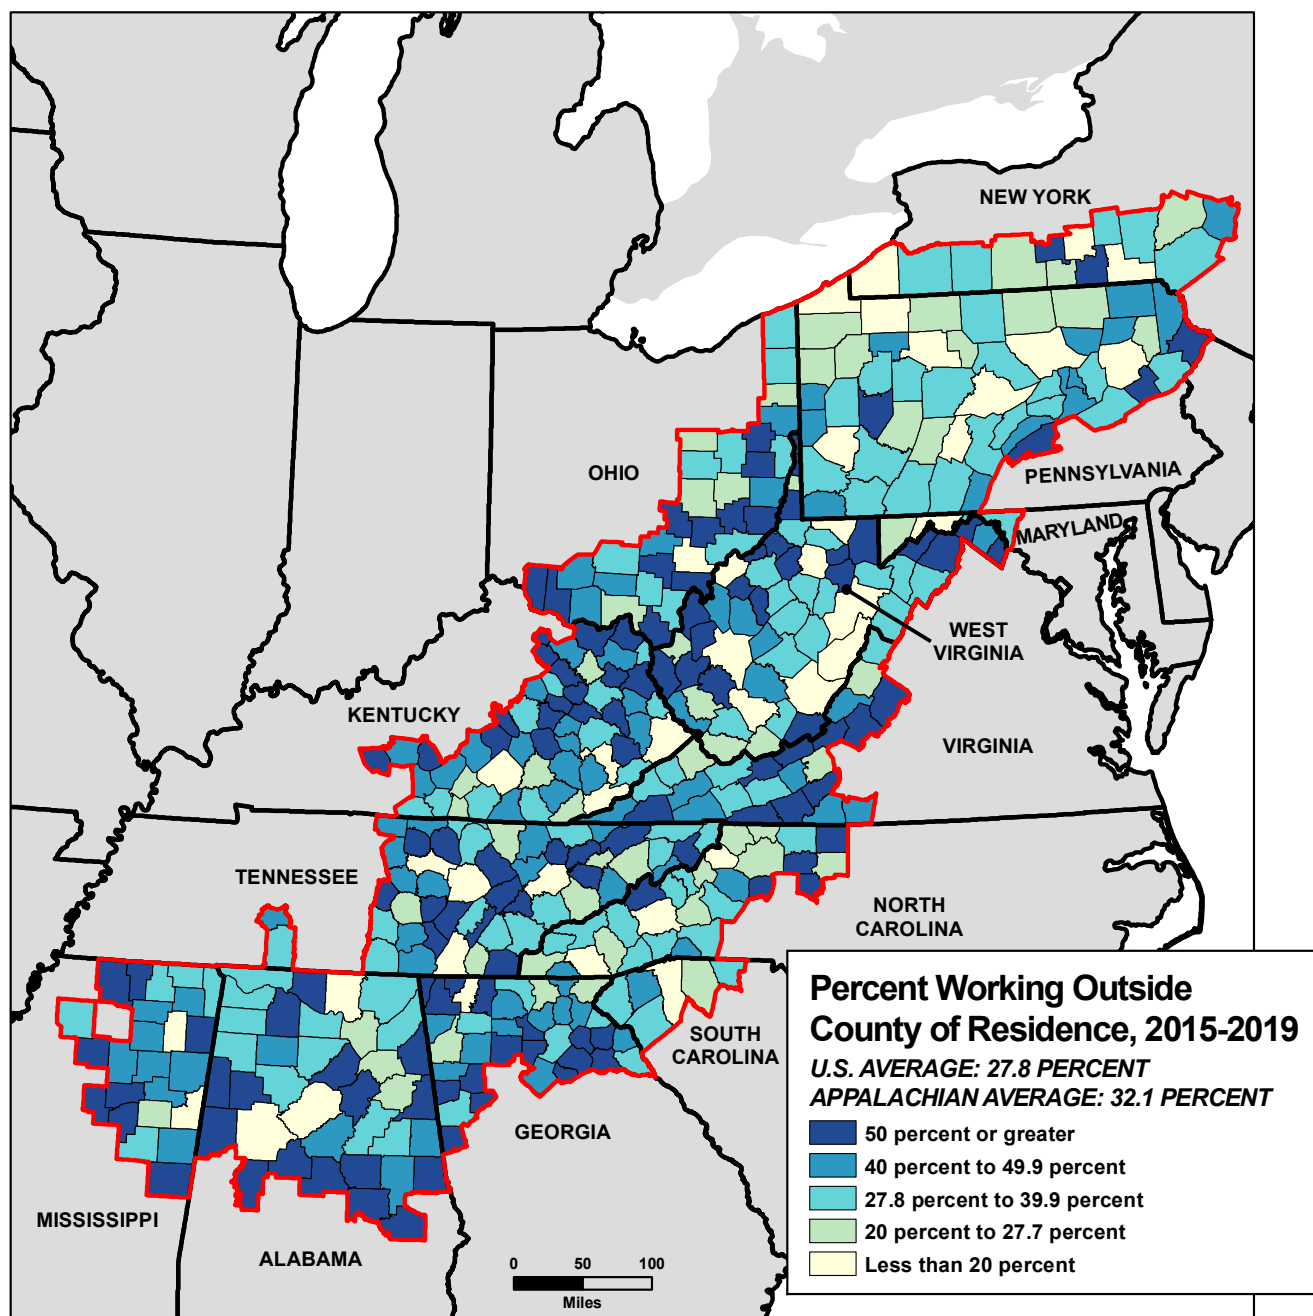 NEW YORK
OHIO
PENNSYLVANIA
MARYLAND
WEST
VIRGINIA
KENTUCKY
VIRGINIA
TENNESSEE
NORTH
CAROLINA
SOUTH
CAROLINA
GEORGIA
MISSISSIPPI
ALABAMA
0 50 100
Miles
Percent Working Outside
County of Residence, 2015-2019
U.S. AVERAGE: 27.8 PERCENT
APPALACHIAN AVERAGE: 32.1 PERCENT
50 percent or greater
40 percent to 49.9 percent
27.8 percent to 39.9 percent
20 percent to 27.7 percent
Less than 20 percent